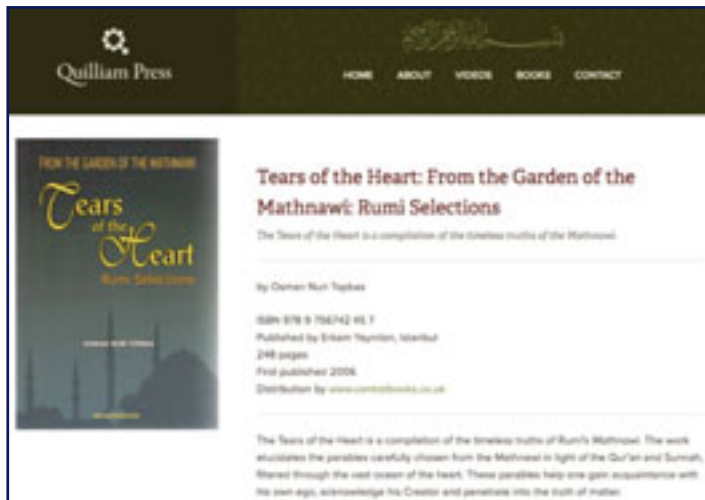 Quilliam Press
HOME ABOUT VIDEOS BOOKS CONTACT
FROM THE GARDEN OF THE MATHNAWI
Tears
of the
Heart
Rumi Selections
Tears of the Heart: From the Garden of the
Mathnawi: Rumi Selections
The Tears of the Heart is a compilation of the timeless truths of the Mathnawi.
by Osman Nuri Topbas
Published by Erkam Yayinlari, Istanbul
248 pages
First published 2006
Distribution by www.centralbooks.co.uk
The Tears of the Heart is a compilation of the timeless truths of Rumi's Mathnawi. The work
elucidates the parables carefully chosen from the Mathnawi in light of the Qur'an and Sunnah,
filtered through the vast ocean of the heart. These parables help one gain acquaintance with
his own ego, acknowledge his Creator and penetrate into the truth of matter.